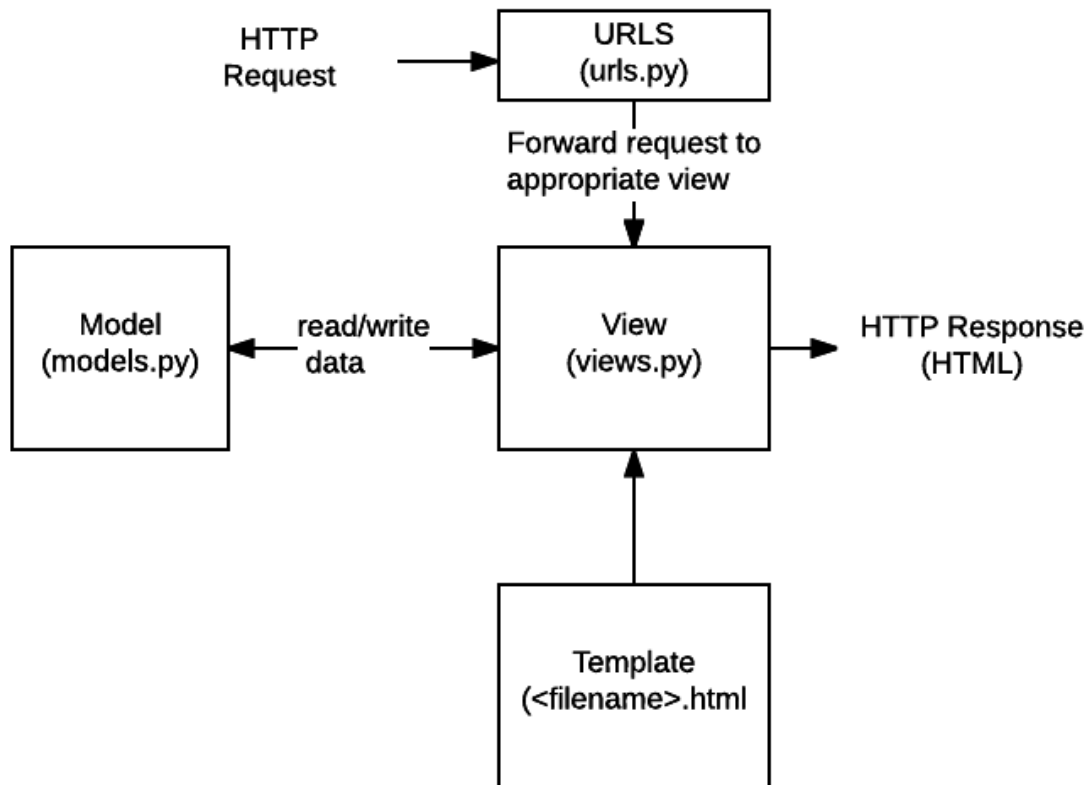 HTTP
Request
URLS
(urls.py)
Forward request to
appropriate view
Model
(models.py)
read/write
data
View
(views.py)
HTTP Response
(HTML)
Template
(<filename>.html